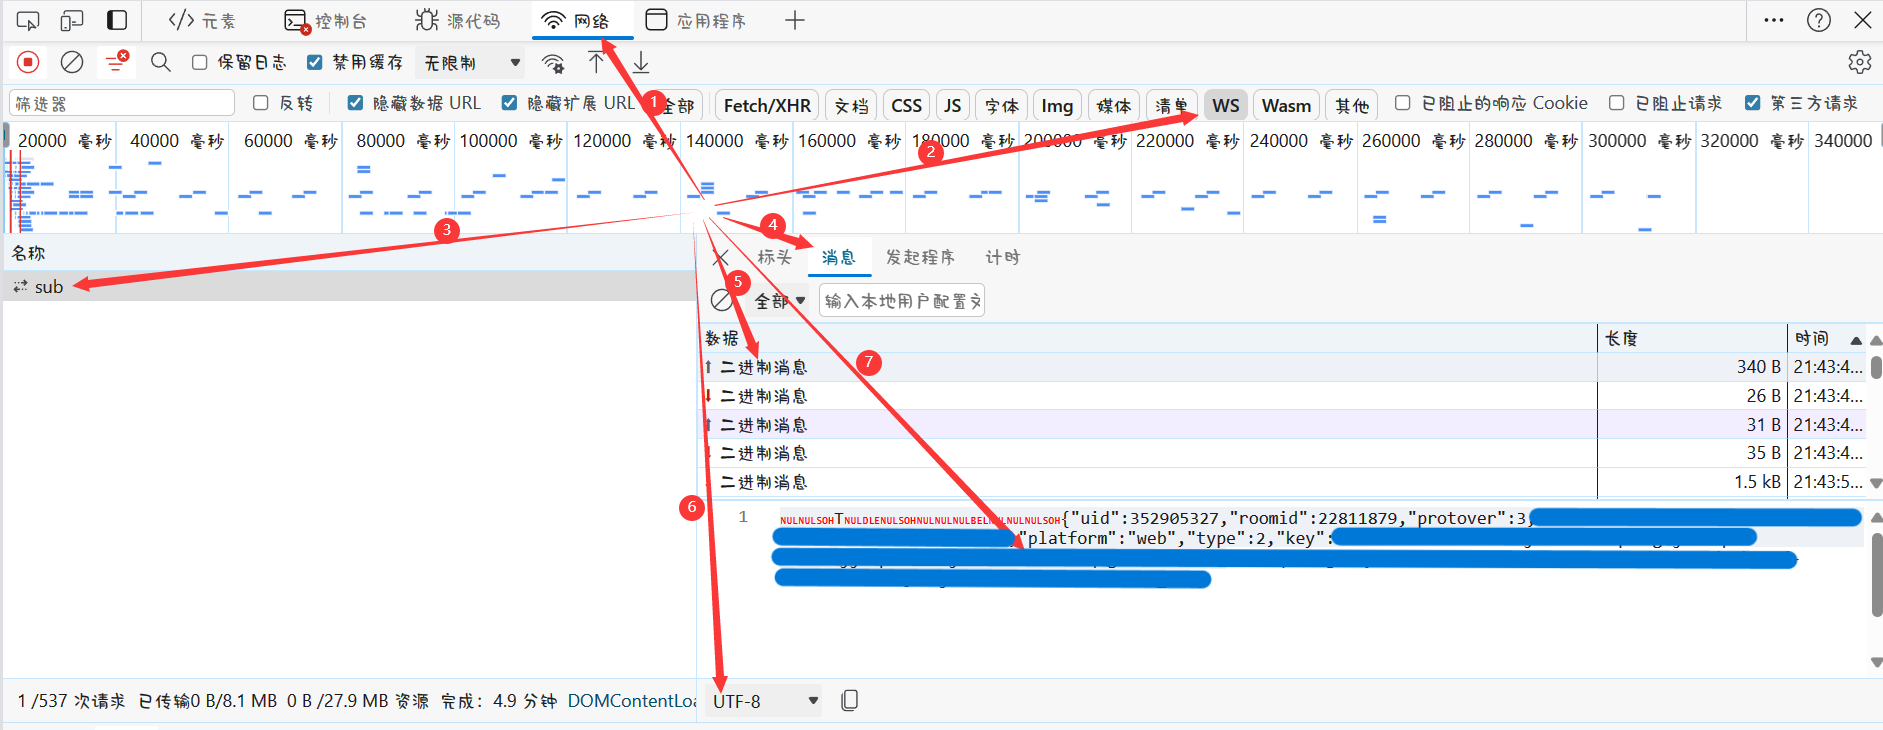 元素 控制台 源代码 网络 应用程序
保留日志 禁用缓存 无限制
筛选器 反转 隐藏数据 URL 隐藏扩展 URL 1 全部 Fetch/XHR 文档 CSS JS 字体 Img 媒体 清单 WS Wasm 其他 已阻止的响应 Cookie 已阻止请求 第三方请求
20000 毫秒 40000 毫秒 60000 毫秒 80000 毫秒 100000 毫秒 120000 毫秒 140000 毫秒 160000 毫秒 180000 毫秒 200000 毫秒 220000 毫秒 240000 毫秒 260000 毫秒 280000 毫秒 300000 毫秒 320000 毫秒 340000
2
3
4
名称
标头 消息 发起程序 计时
sub
5
全部 输入本地用户配置文
数据 长度 时间
二进制消息 340 B 21:43:4...
7
二进制消息 26 B 21:43:4...
二进制消息 31 B 21:43:4...
二进制消息 35 B 21:43:4...
二进制消息 1.5 kB 21:43:5...
6
1 NULNULSOHTNULDLENULSOHNULNULNULBELNULNULNULSOH{"uid":352905327,"roomid":22811879,"protover":3,
"platform":"web","type":2,"key":
1 /537 次请求 已传输0 B/8.1 MB 0 B /27.9 MB 资源 完成: 4.9 分钟 DOMContentLoa
UTF-8